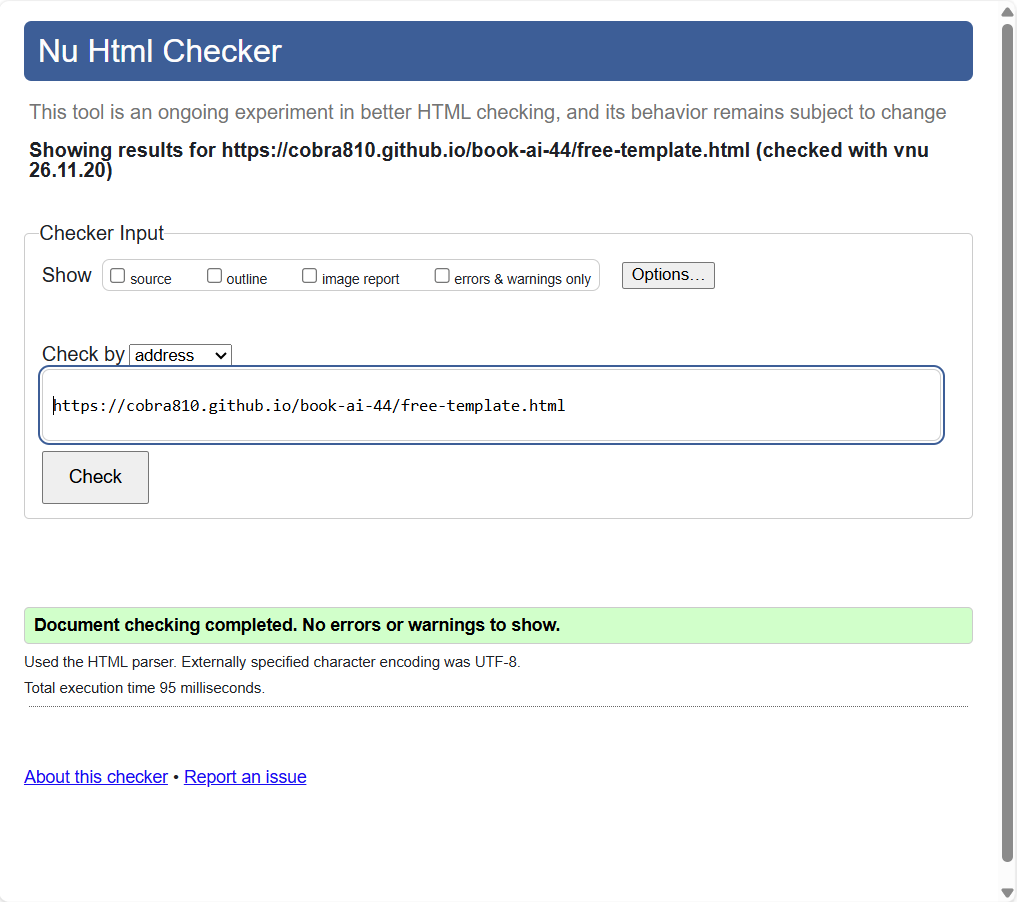 Nu Html Checker
This tool is an ongoing experiment in better HTML checking, and its behavior remains subject to change
Showing results for https://cobra810.github.io/book-ai-44/free-template.html (checked with vnu
26.11.20)
Checker Input
Show source outline image report errors & warnings only Options…
Check by address
https://cobra810.github.io/book-ai-44/free-template.html
Check
Document checking completed. No errors or warnings to show.
Used the HTML parser. Externally specified character encoding was UTF-8.
Total execution time 95 milliseconds.
About this checker • Report an issue